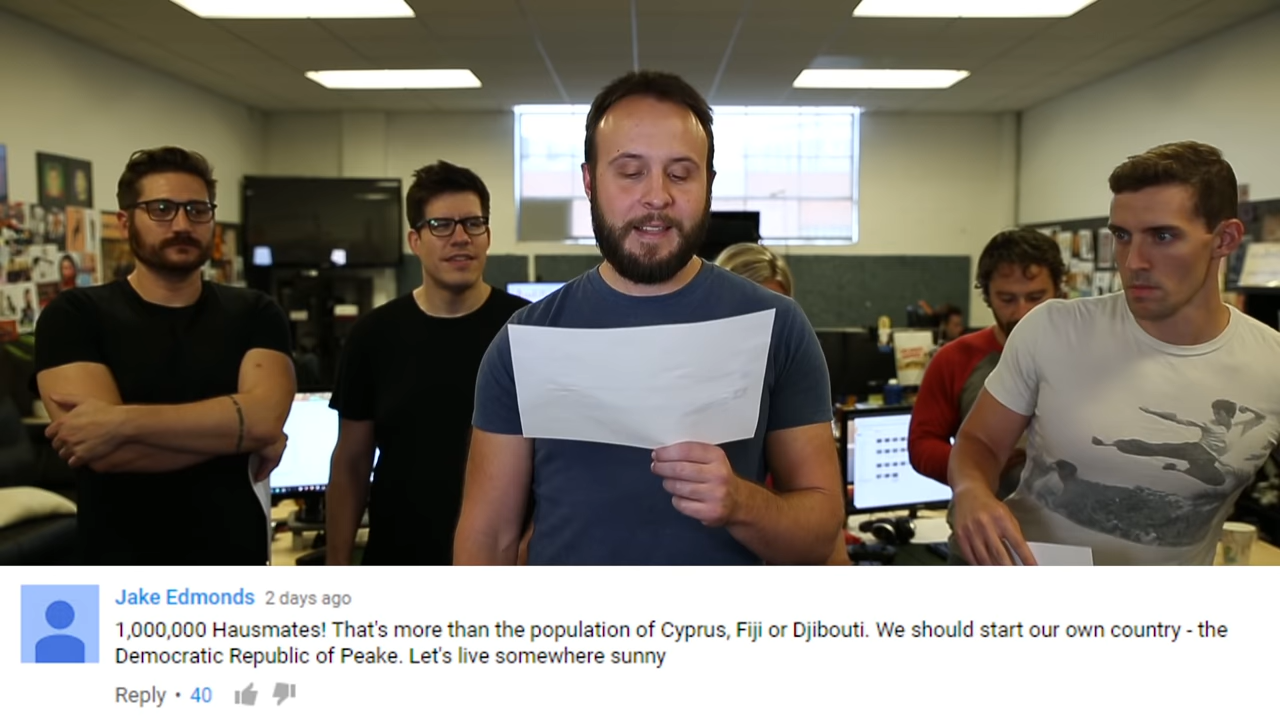 Jake Edmonds 2 days ago
1,000,000 Hausmates! That's more than the population of Cyprus, Fiji or Djibouti. We should start our own country - the
Democratic Republic of Peake. Let's live somewhere sunny
Reply • 40